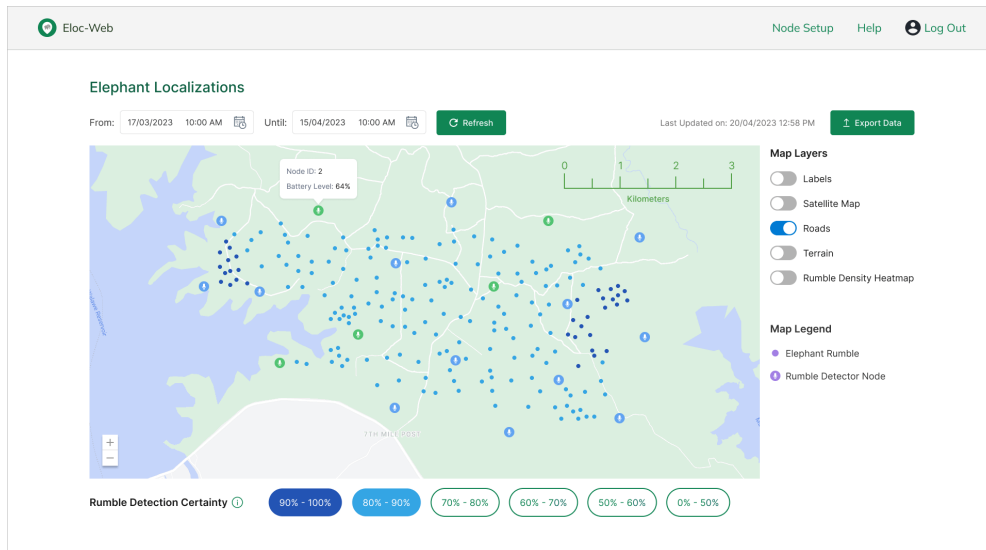 Eloc-Web
Node Setup
Help
Log Out
Elephant Localizations
From:
17/03/2023 10:00 AM
Until:
15/04/2023 10:00 AM
Refresh
Last Updated on: 20/04/2023 12:58 PM
Export Data
Node ID: 2
Battery Level: 64%
0 1 2 3
Kilometers
7TH MILE POST
+
−
Map Layers
Labels
Satellite Map
Roads
Terrain
Rumble Density Heatmap
Map Legend
Elephant Rumble
Rumble Detector Node
Rumble Detection Certainty
90% - 100%
80% - 90%
70% - 80%
60% - 70%
50% - 60%
0% - 50%